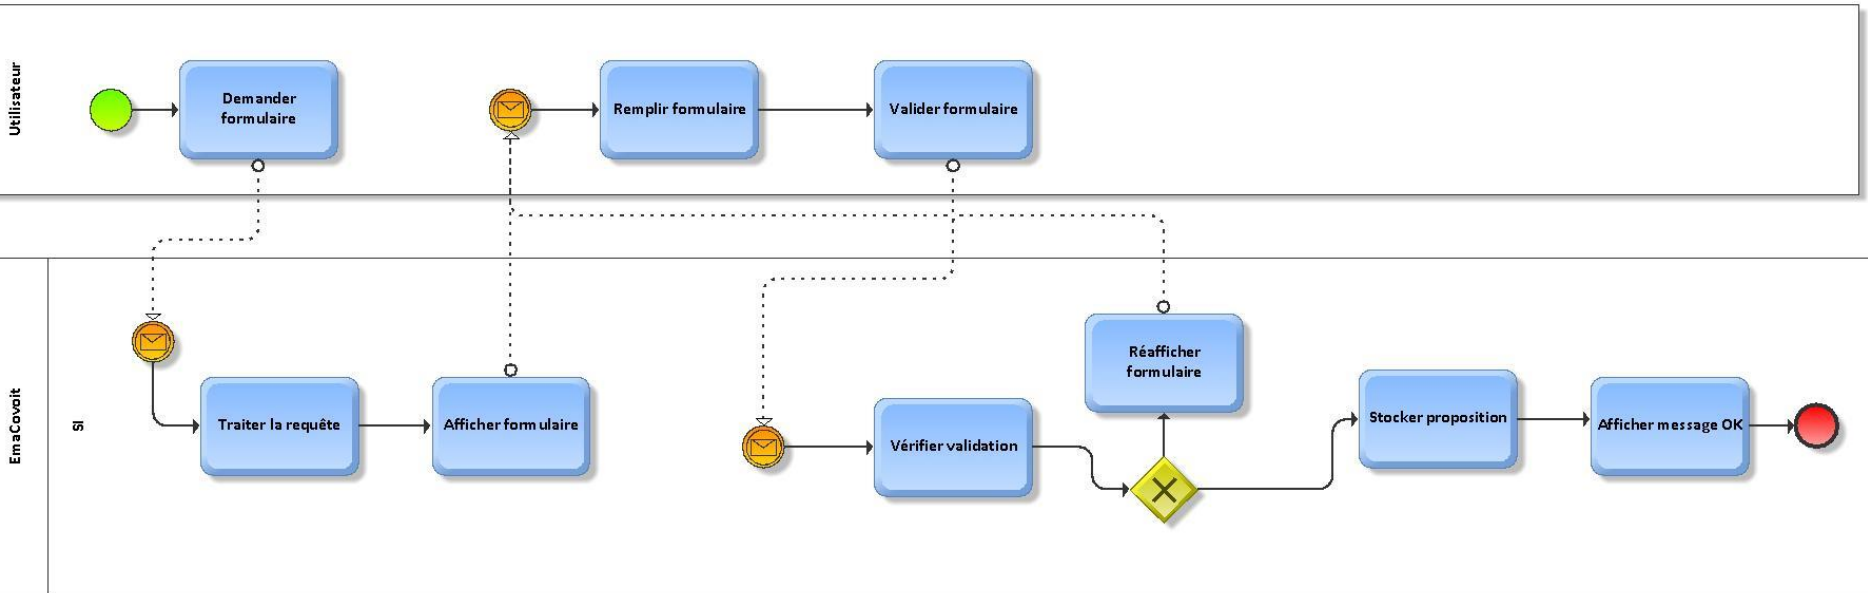 Utilisateur
Demander
formulaire
Remplir formulaire
Valider formulaire
EmaCovoit
SI
Traiter la requête
Afficher formulaire
Vérifier validation
Réafficher
formulaire
Stocker proposition
Afficher message OK